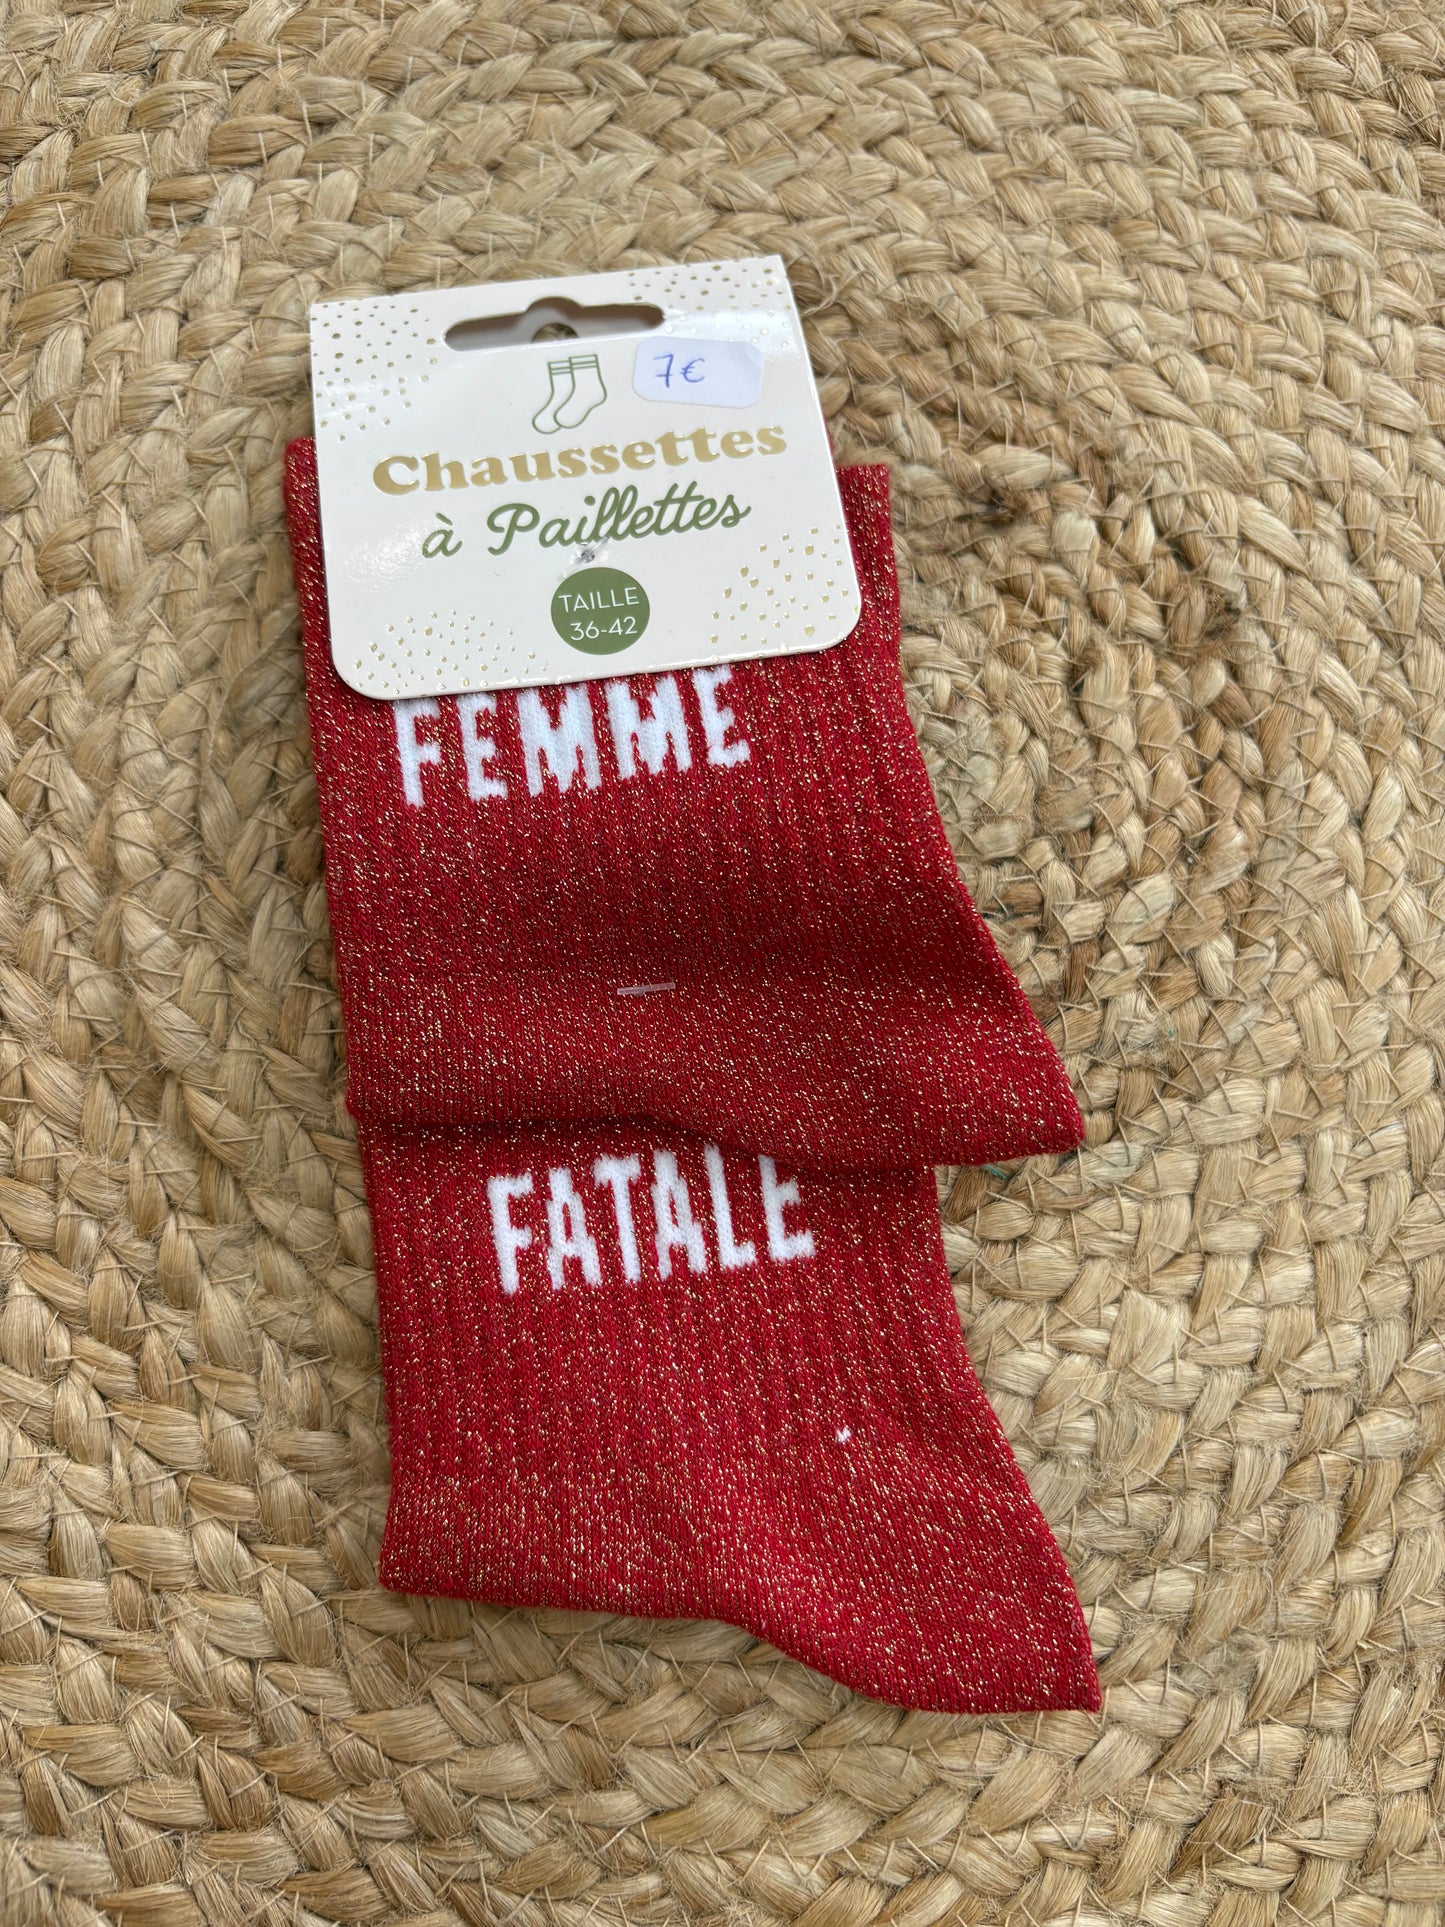 7€
Chaussettes
à Paillettes
TAILLE
36-42
FEMME
FATALE